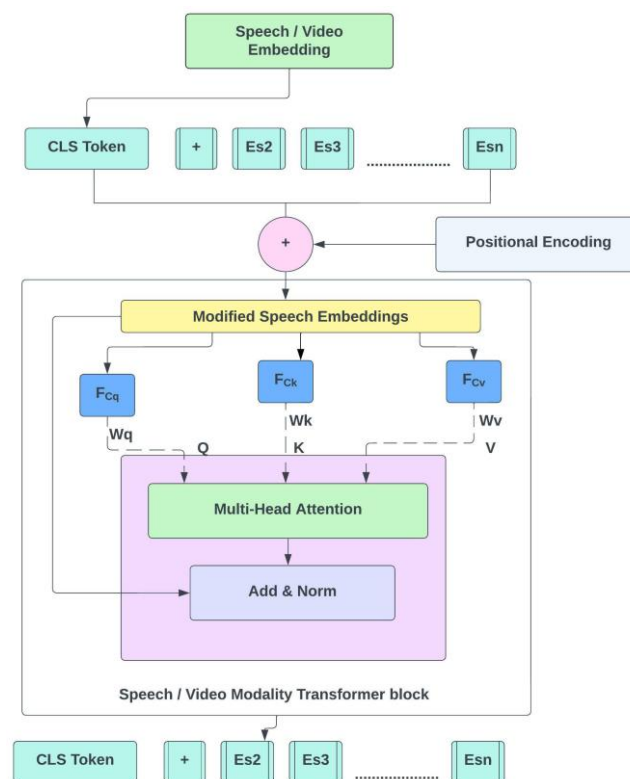 Speech / Video
Embedding
CLS Token
+
Es2
Es3
....................
Esn
+
Positional Encoding
Modified Speech Embeddings
FCq
FCk
FCv
Wq
Wk
Wv
Q
K
V
Multi-Head Attention
Add & Norm
Speech / Video Modality Transformer block
CLS Token
+
Es2
Es3
....................
Esn